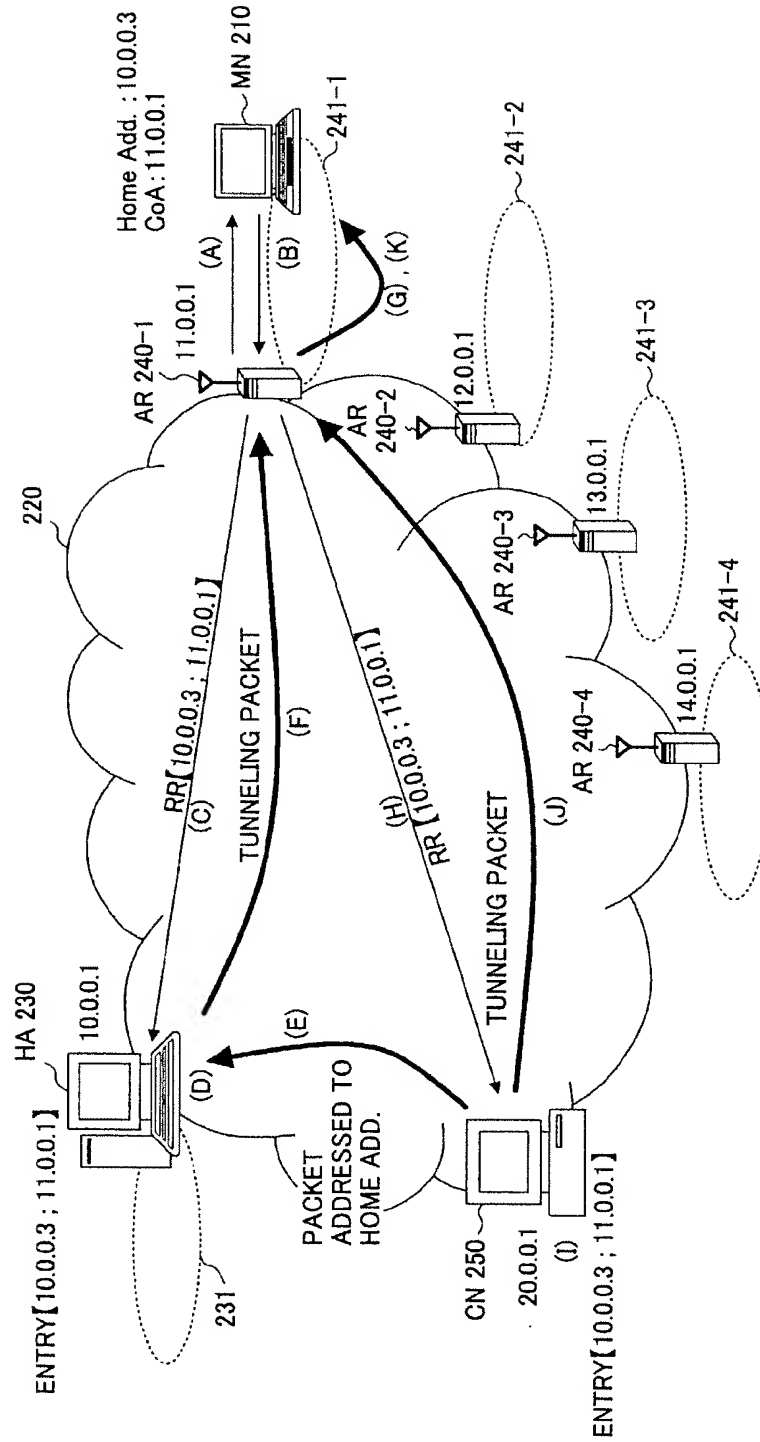 HA 230
10.0.0.1
ENTRY【10.0.0.3 ; 11.0.0.1】
(D)
231
220
RR【10.0.0.3 ; 11.0.0.1】
(C)
TUNNELING PACKET
(F)
AR 240-1
11.0.0.1
(A)
(B)
Home Add. : 10.0.0.3
CoA : 11.0.0.1
MN 210
241-1
(G) , (K)
PACKET
ADDRESSED TO
HOME ADD.
(E)
(H)
RR【10.0.0.3 ; 11.0.0.1】
TUNNELING PACKET
(J)
CN 250
20.0.0.1
(I)
ENTRY【10.0.0.3 ; 11.0.0.1】
AR
240-2
12.0.0.1
241-2
AR 240-3
13.0.0.1
241-3
AR 240-4
14.0.0.1
241-4